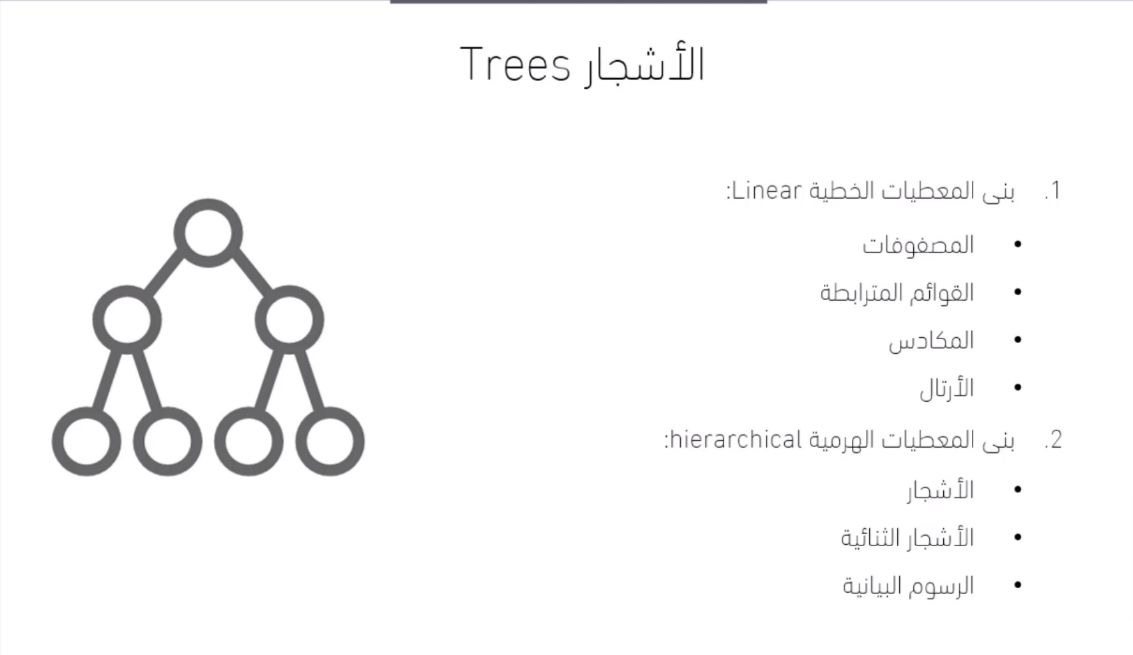 الأشجار Trees
1. بنى المعطيات الخطية Linear:
• المصفوفات
• القوائم المترابطة
• المكادس
• الأرتال
2. بنى المعطيات الهرمية hierarchical:
• الأشجار
• الأشجار الثنائية
• الرسوم البيانية